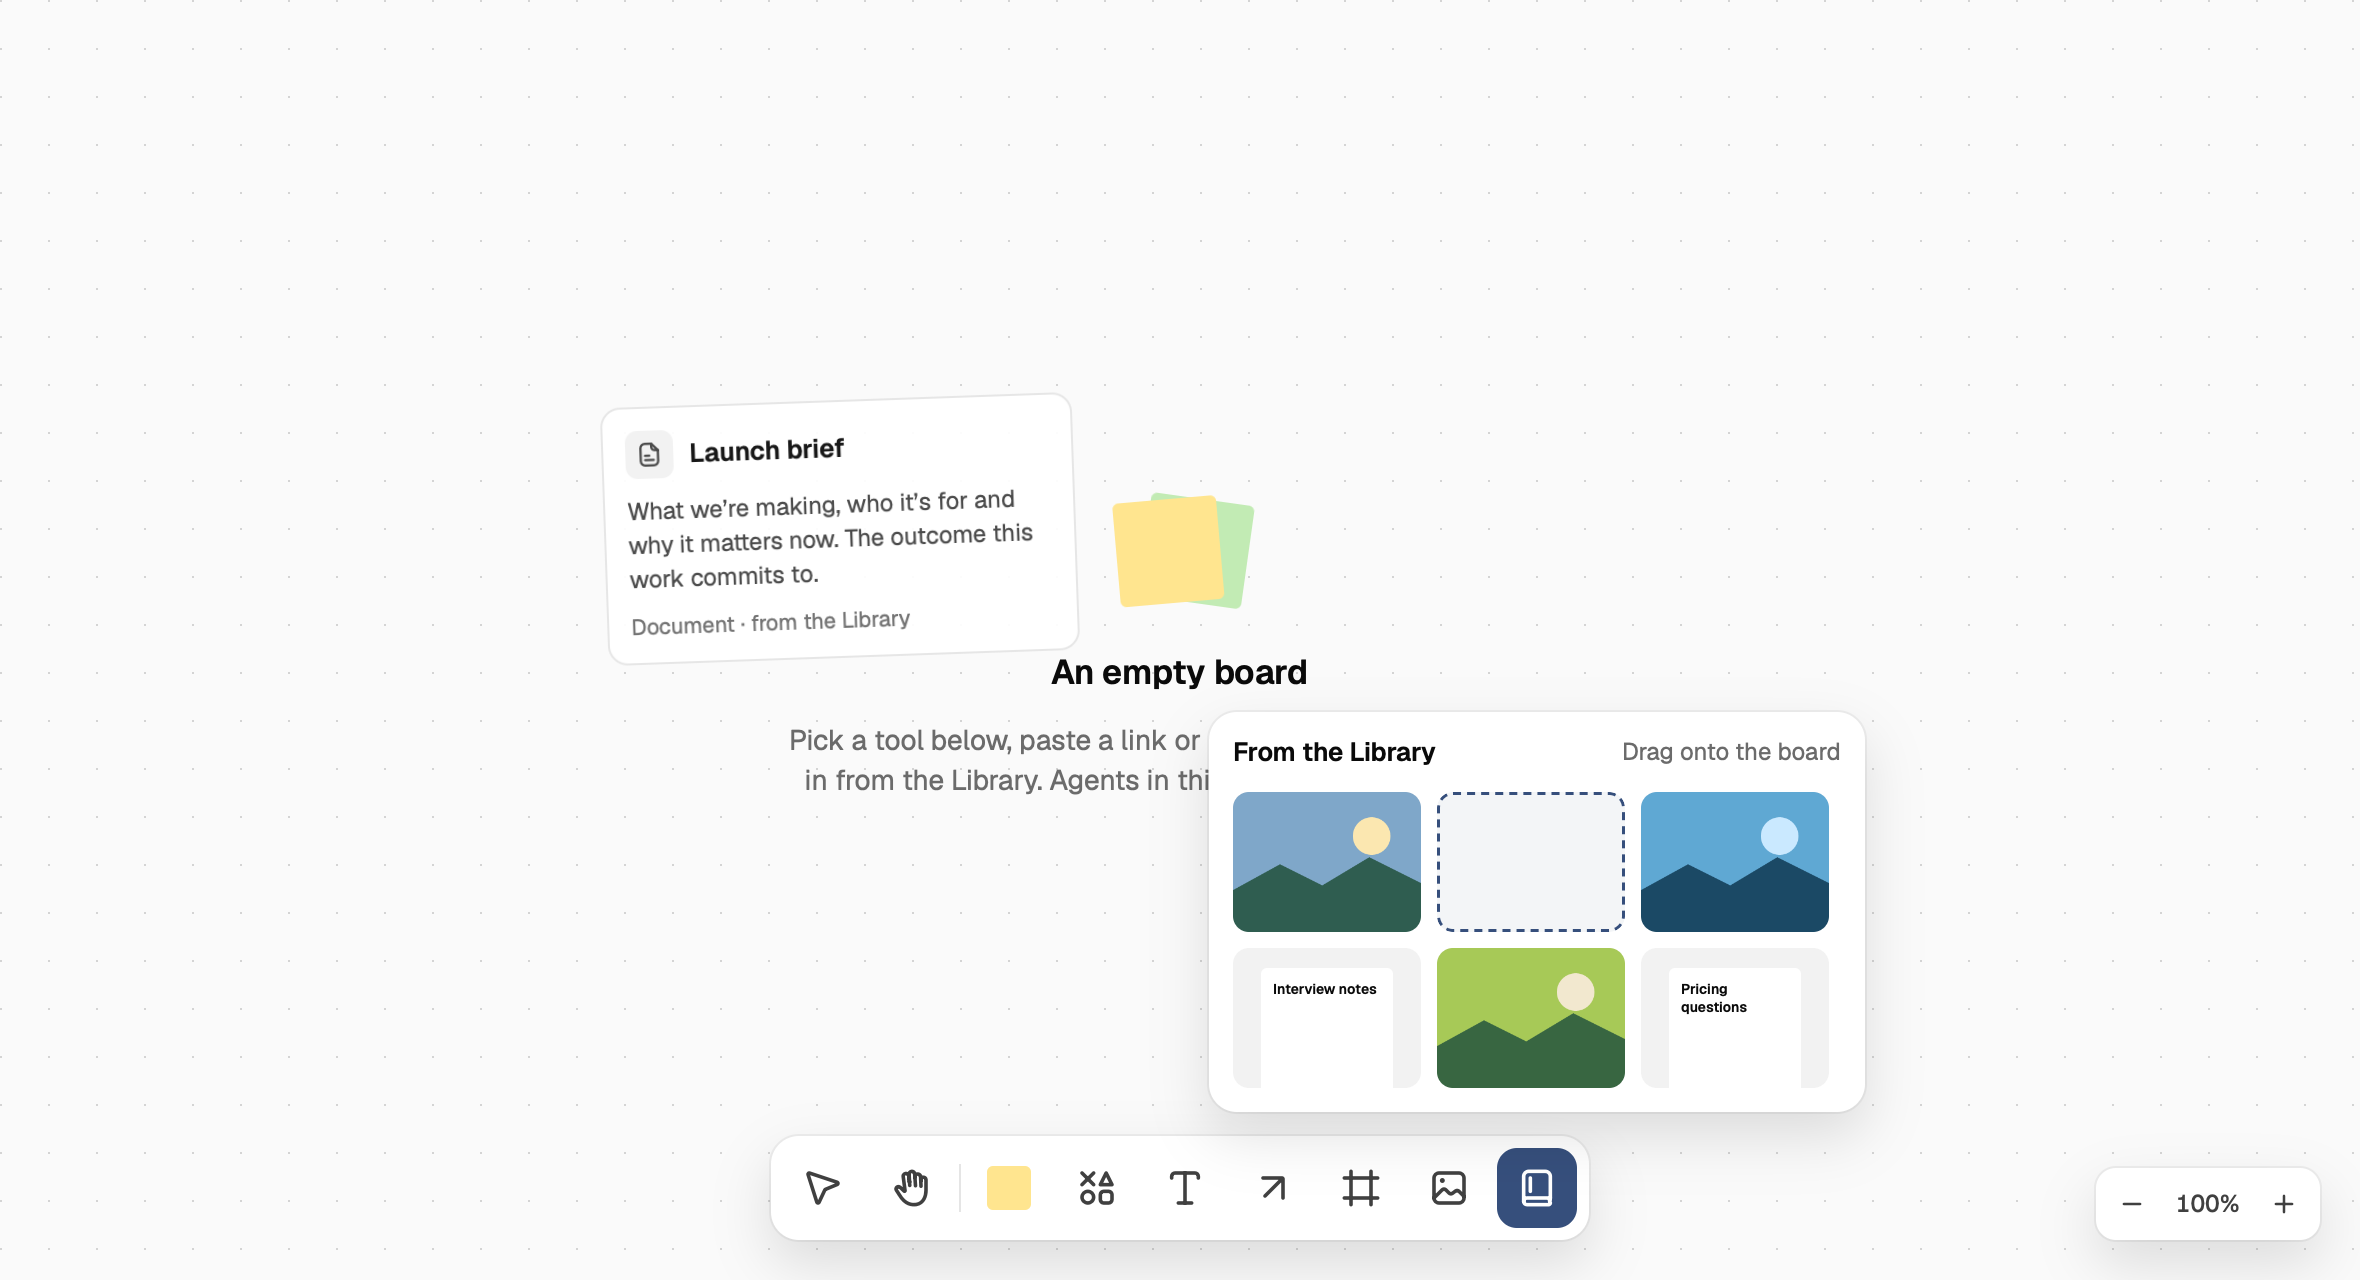 Launch brief
What we’re making, who it’s for and
why it matters now. The outcome this
work commits to.
Document · from the Library
An empty board
Pick a tool below, paste a link or
in from the Library. Agents in thi
From the Library
Drag onto the board
Interview notes
Pricing
questions
100%